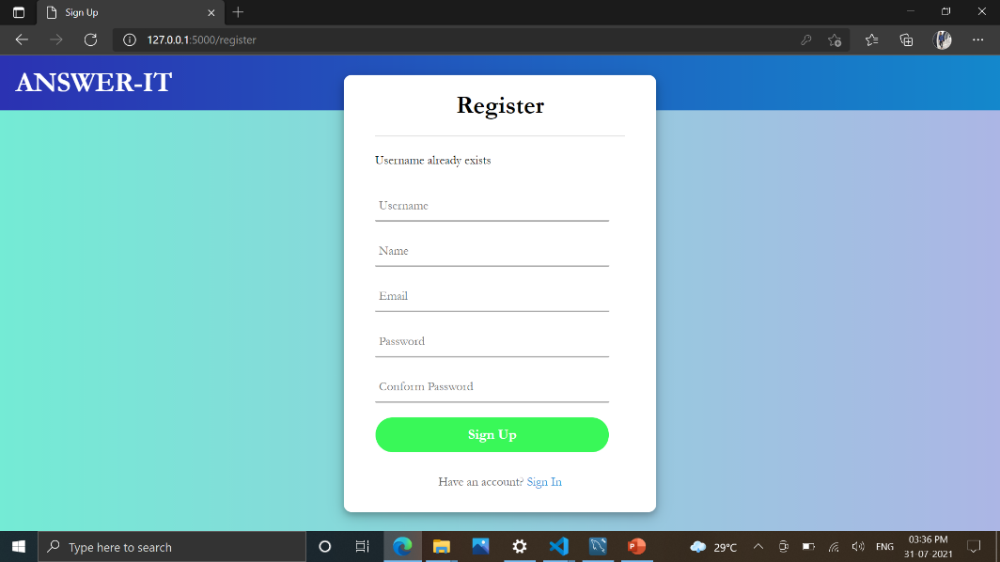 Sign Up
127.0.0.1:5000/register
ANSWER-IT
Register
Username already exists
Username
Name
Email
Password
Conform Password
Sign Up
Have an account? Sign In
Type here to search
29°C
ENG
03:36 PM
31-07-2021